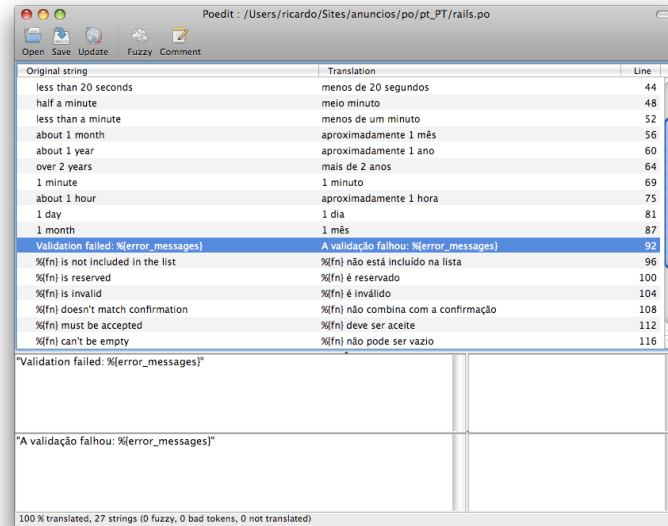 Poedit : /Users/ricardo/Sites/anuncios/po/pt_PT/rails.po
Open Save Update Fuzzy Comment
Original string Translation Line
less than 20 seconds menos de 20 segundos 44
half a minute meio minuto 48
less than a minute menos de um minuto 52
about 1 month aproximadamente 1 mês 56
about 1 year aproximadamente 1 ano 60
over 2 years mais de 2 anos 64
1 minute 1 minuto 69
about 1 hour aproximadamente 1 hora 75
1 day 1 dia 81
1 month 1 mês 87
Validation failed: %{error_messages} A validação falhou: %{error_messages} 92
%{fn} is not included in the list %{fn} não está incluído na lista 96
%{fn} is reserved %{fn} é reservado 100
%{fn} is invalid %{fn} é inválido 104
%{fn} doesn't match confirmation %{fn} não combina com a confirmação 108
%{fn} must be accepted %{fn} deve ser aceite 112
%{fn} can't be empty %{fn} não pode ser vazio 116
"Validation failed: %{error_messages}"
"A validação falhou: %{error_messages}"
100 % translated, 27 strings (0 fuzzy, 0 bad tokens, 0 not translated)